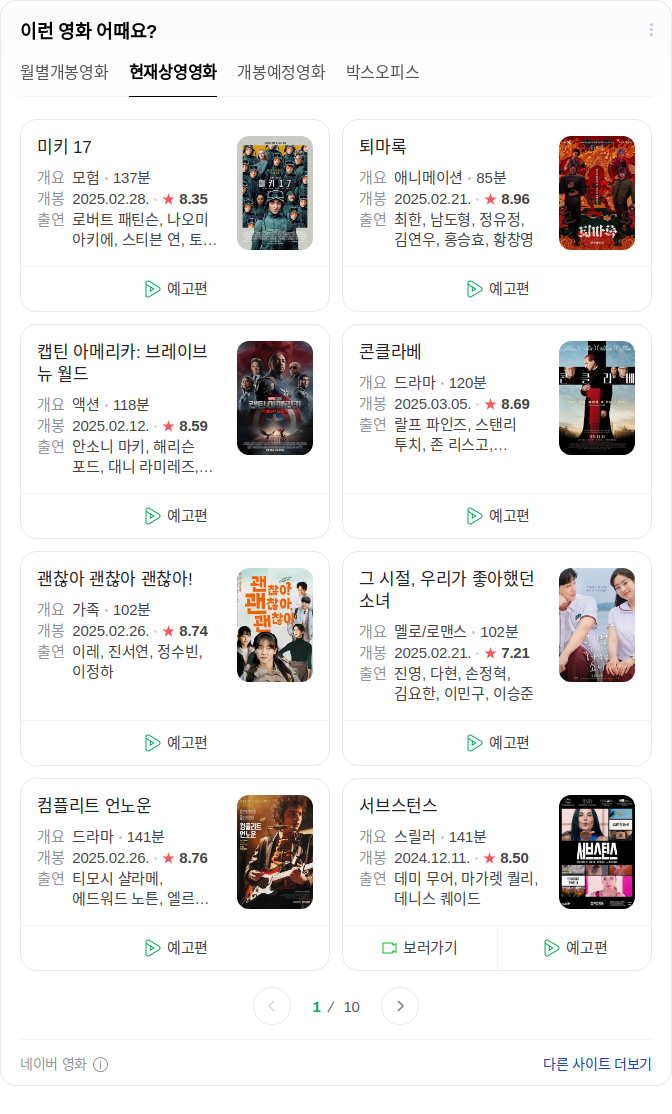 이런 영화 어때요?
월별개봉영화 현재상영영화 개봉예정영화 박스오피스
미키 17
개요 모험 · 137분
개봉 2025.02.28. · ★ 8.35
출연 로버트 패틴슨, 나오미
아키에, 스티븐 연, 토...
미키 17
예고편
퇴마록
개요 애니메이션 · 85분
개봉 2025.02.21. · ★ 8.96
출연 최한, 남도형, 정유정,
김연우, 홍승효, 황창영
퇴마록
예고편
캡틴 아메리카: 브레이브
뉴 월드
개요 액션 · 118분
개봉 2025.02.12. · ★ 8.59
출연 안소니 마키, 해리슨
포드, 대니 라미레즈,...
캡틴 아메리카
예고편
콘클라베
개요 드라마 · 120분
개봉 2025.03.05. · ★ 8.69
출연 랄프 파인즈, 스탠리
투치, 존 리스고,...
콘클라베
예고편
괜찮아 괜찮아 괜찮아!
개요 가족 · 102분
개봉 2025.02.26. · ★ 8.74
출연 이레, 진서연, 정수빈,
이정하
괜찮아
괜찮아
괜찮아
예고편
그 시절, 우리가 좋아했던
소녀
개요 멜로/로맨스 · 102분
개봉 2025.02.21. · ★ 7.21
출연 진영, 다현, 손정혁,
김요한, 이민구, 이승준
예고편
컴플리트 언노운
개요 드라마 · 141분
개봉 2025.02.26. · ★ 8.76
출연 티모시 샬라메,
에드워드 노튼, 엘르...
컴플리트
언노운
예고편
서브스턴스
개요 스릴러 · 141분
개봉 2024.12.11. · ★ 8.50
출연 데미 무어, 마가렛 퀄리,
데니스 퀘이드
서브스턴스
보러가기 예고편
1 / 10
네이버 영화
다른 사이트 더보기